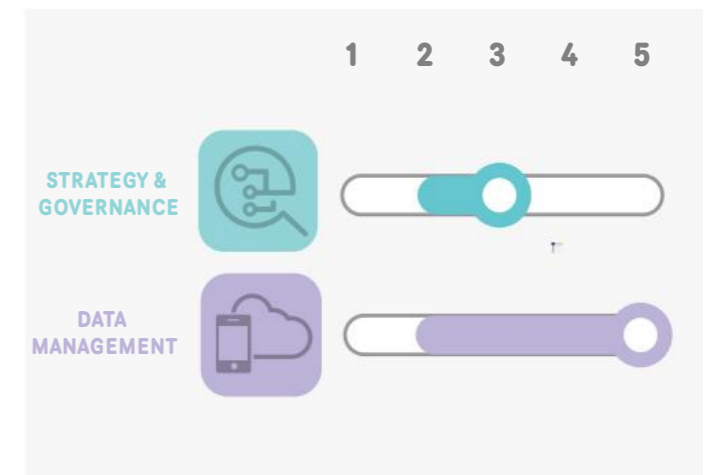 1 2 3 4 5
STRATEGY &
GOVERNANCE
DATA
MANAGEMENT